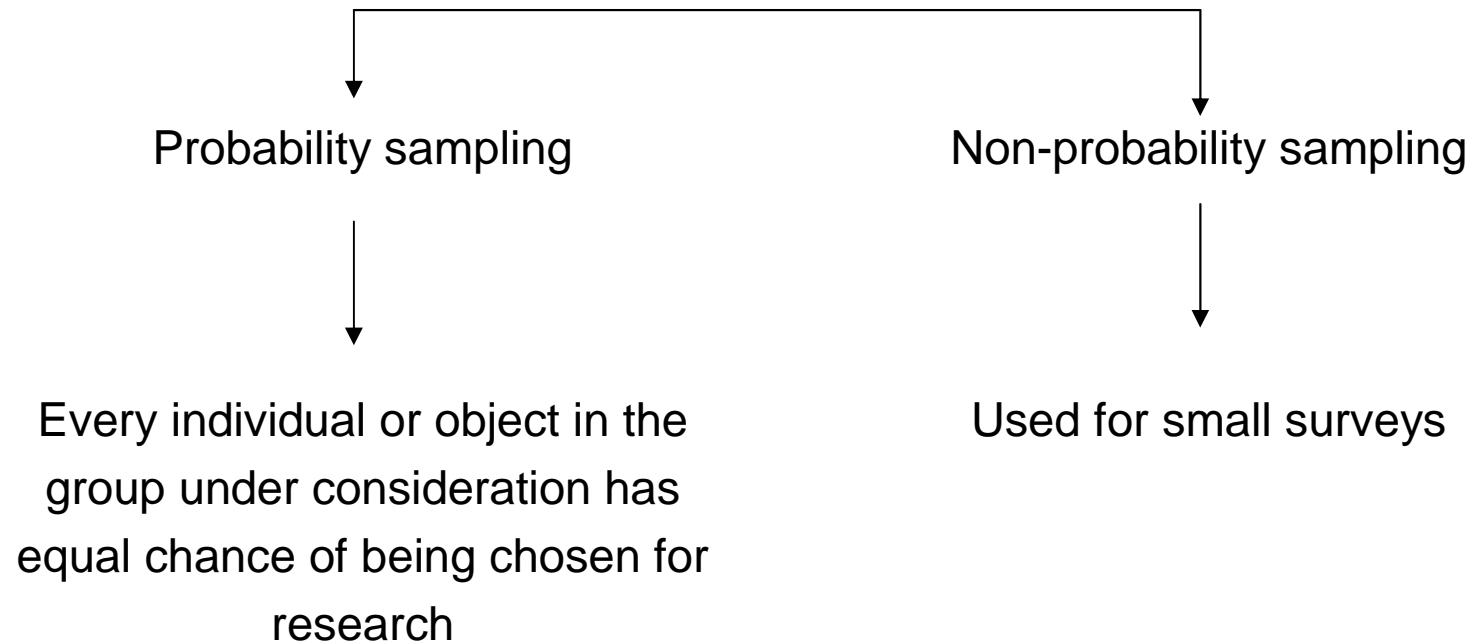 Probability sampling
Non-probability sampling
Every individual or object in the
group under consideration has
equal chance of being chosen for
research
Used for small surveys